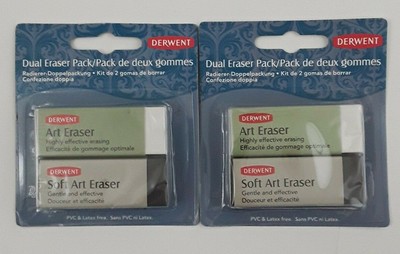 DERWENT
Dual Eraser Pack/Pack de deux gommes
Radierer-Doppelpackung • Kit de 2 gomas de borrar
Confezione doppia
DERWENT
Art Eraser
Highly effective erasing
Efficacité de gommage optimale
DERWENT
Soft Art Eraser
Gentle and effective
Douceur et efficacité
PVC & Latex free. Sans PVC ni Latex.
DERWENT
Dual Eraser Pack/Pack de deux gommes
Radierer-Doppelpackung • Kit de 2 gomas de borrar
Confezione doppia
DERWENT
Art Eraser
Highly effective erasing
Efficacité de gommage optimale
DERWENT
Soft Art Eraser
Gentle and effective
Douceur et efficacité
PVC & Latex free. Sans PVC ni Latex.